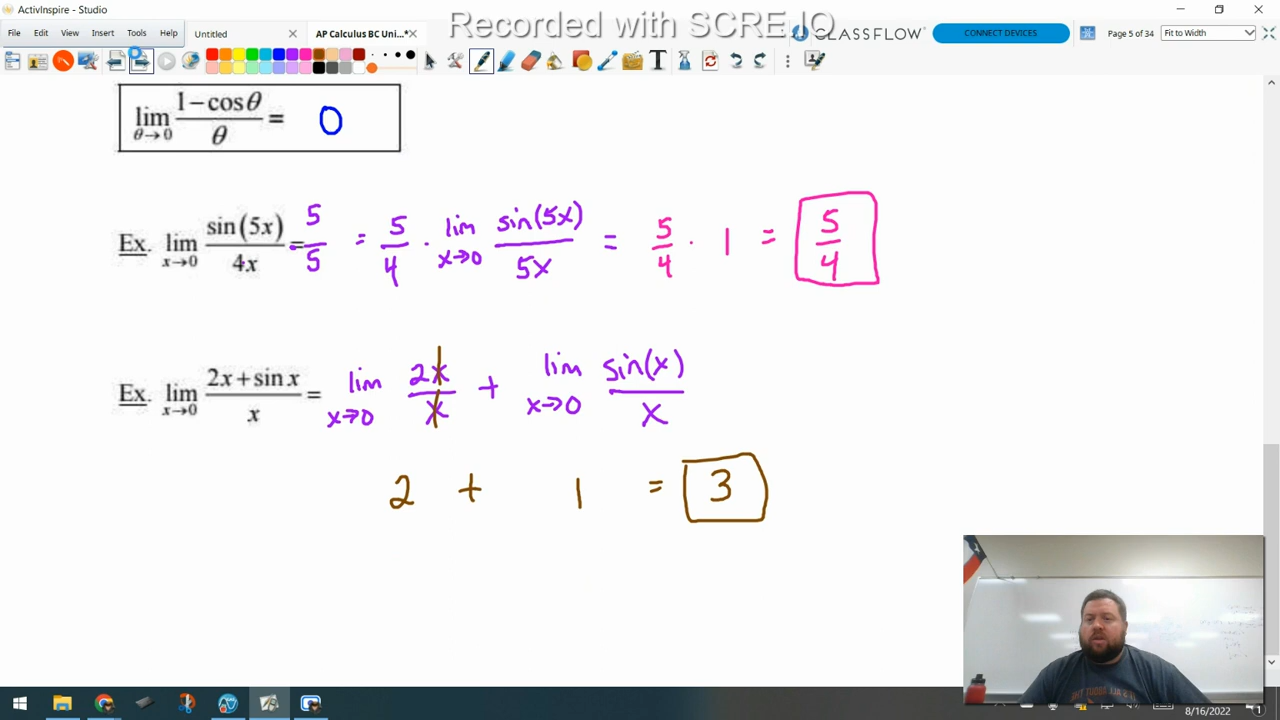 ActivInspire - Studio
Recorded with SCRE.IO
File Edit View Insert Tools Help Untitled AP Calculus BC Uni...* CLASSFLOW CONNECT DEVICES Page 5 of 34 Fit to Width
lim θ→0 (1 − cos θ)/θ = 0
Ex. lim x→0 sin(5x)/4x = 5/5 = 5/4 · lim x→0 sin(5x)/5x = 5/4 · 1 = 5/4
Ex. lim x→0 (2x + sin x)/x = lim x→0 2x/x + lim x→0 sin(x)/x
2 + 1 = 3
8/16/2022